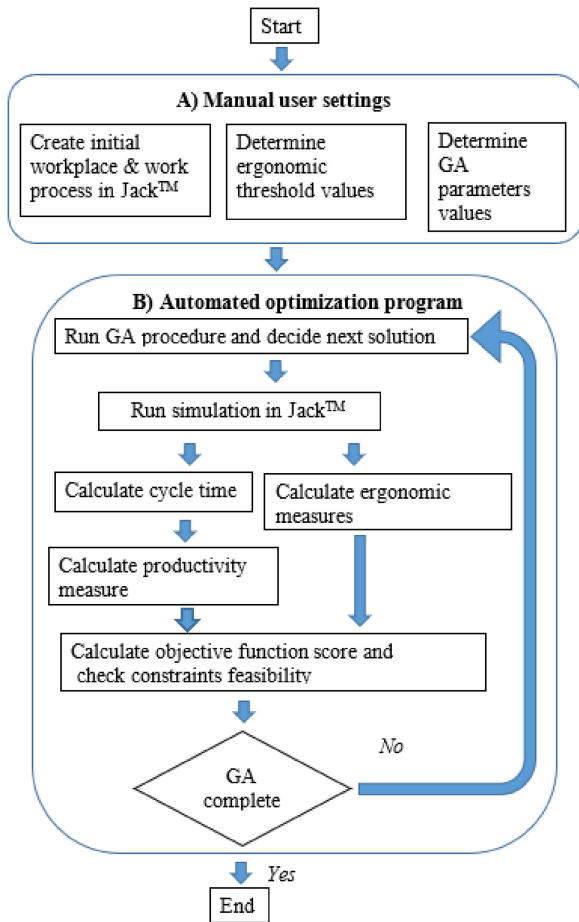 Start
A) Manual user settings
Create initial
workplace & work
process in Jack™
Determine
ergonomic
threshold values
Determine
GA
parameters
values
B) Automated optimization program
Run GA procedure and decide next solution
Run simulation in Jack™
Calculate cycle time
Calculate ergonomic
measures
Calculate productivity
measure
Calculate objective function score and
check constraints feasibility
No
GA
complete
Yes
End